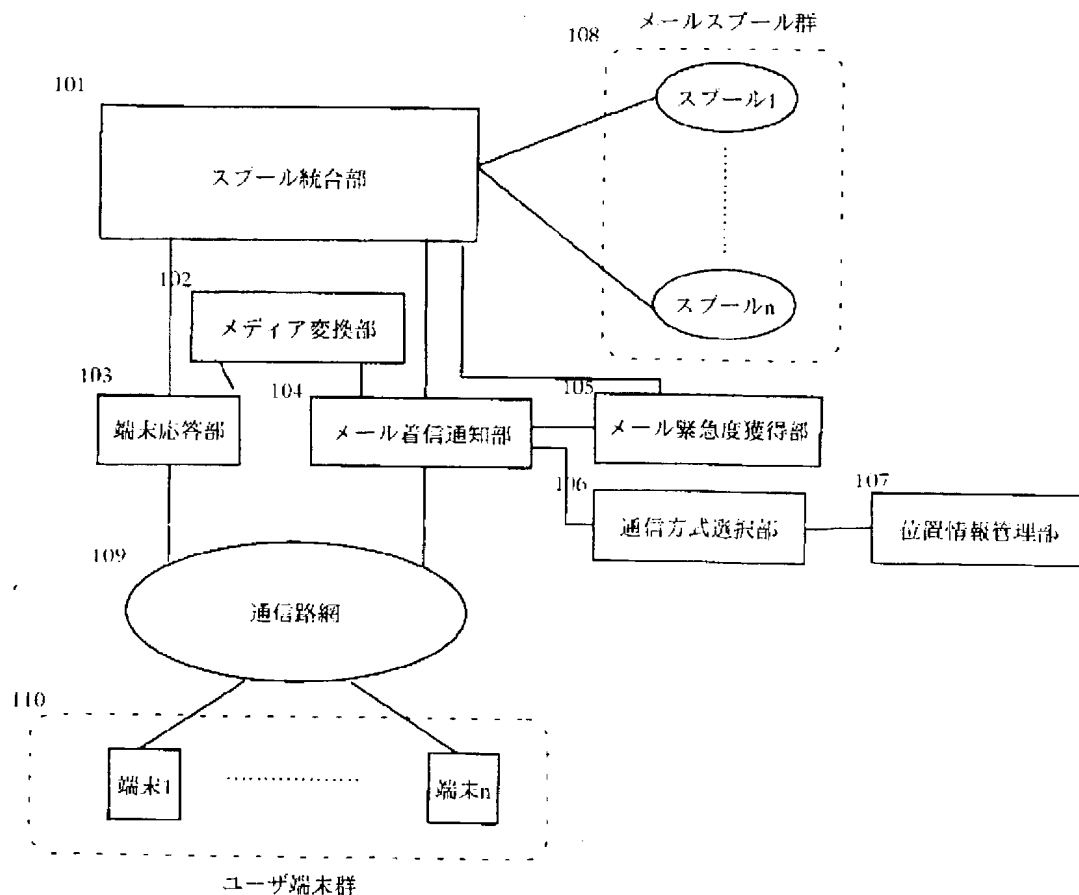 メールスプール群
108
スプール1
101
スプール統合部
スプールn
102
メディア変換部
103
端末応答部
104
メール着信通知部
105
メール緊急度獲得部
106
通信方式選択部
107
位置情報管理部
109
通信路網
110
端末1
端末n
ユーザ端末群